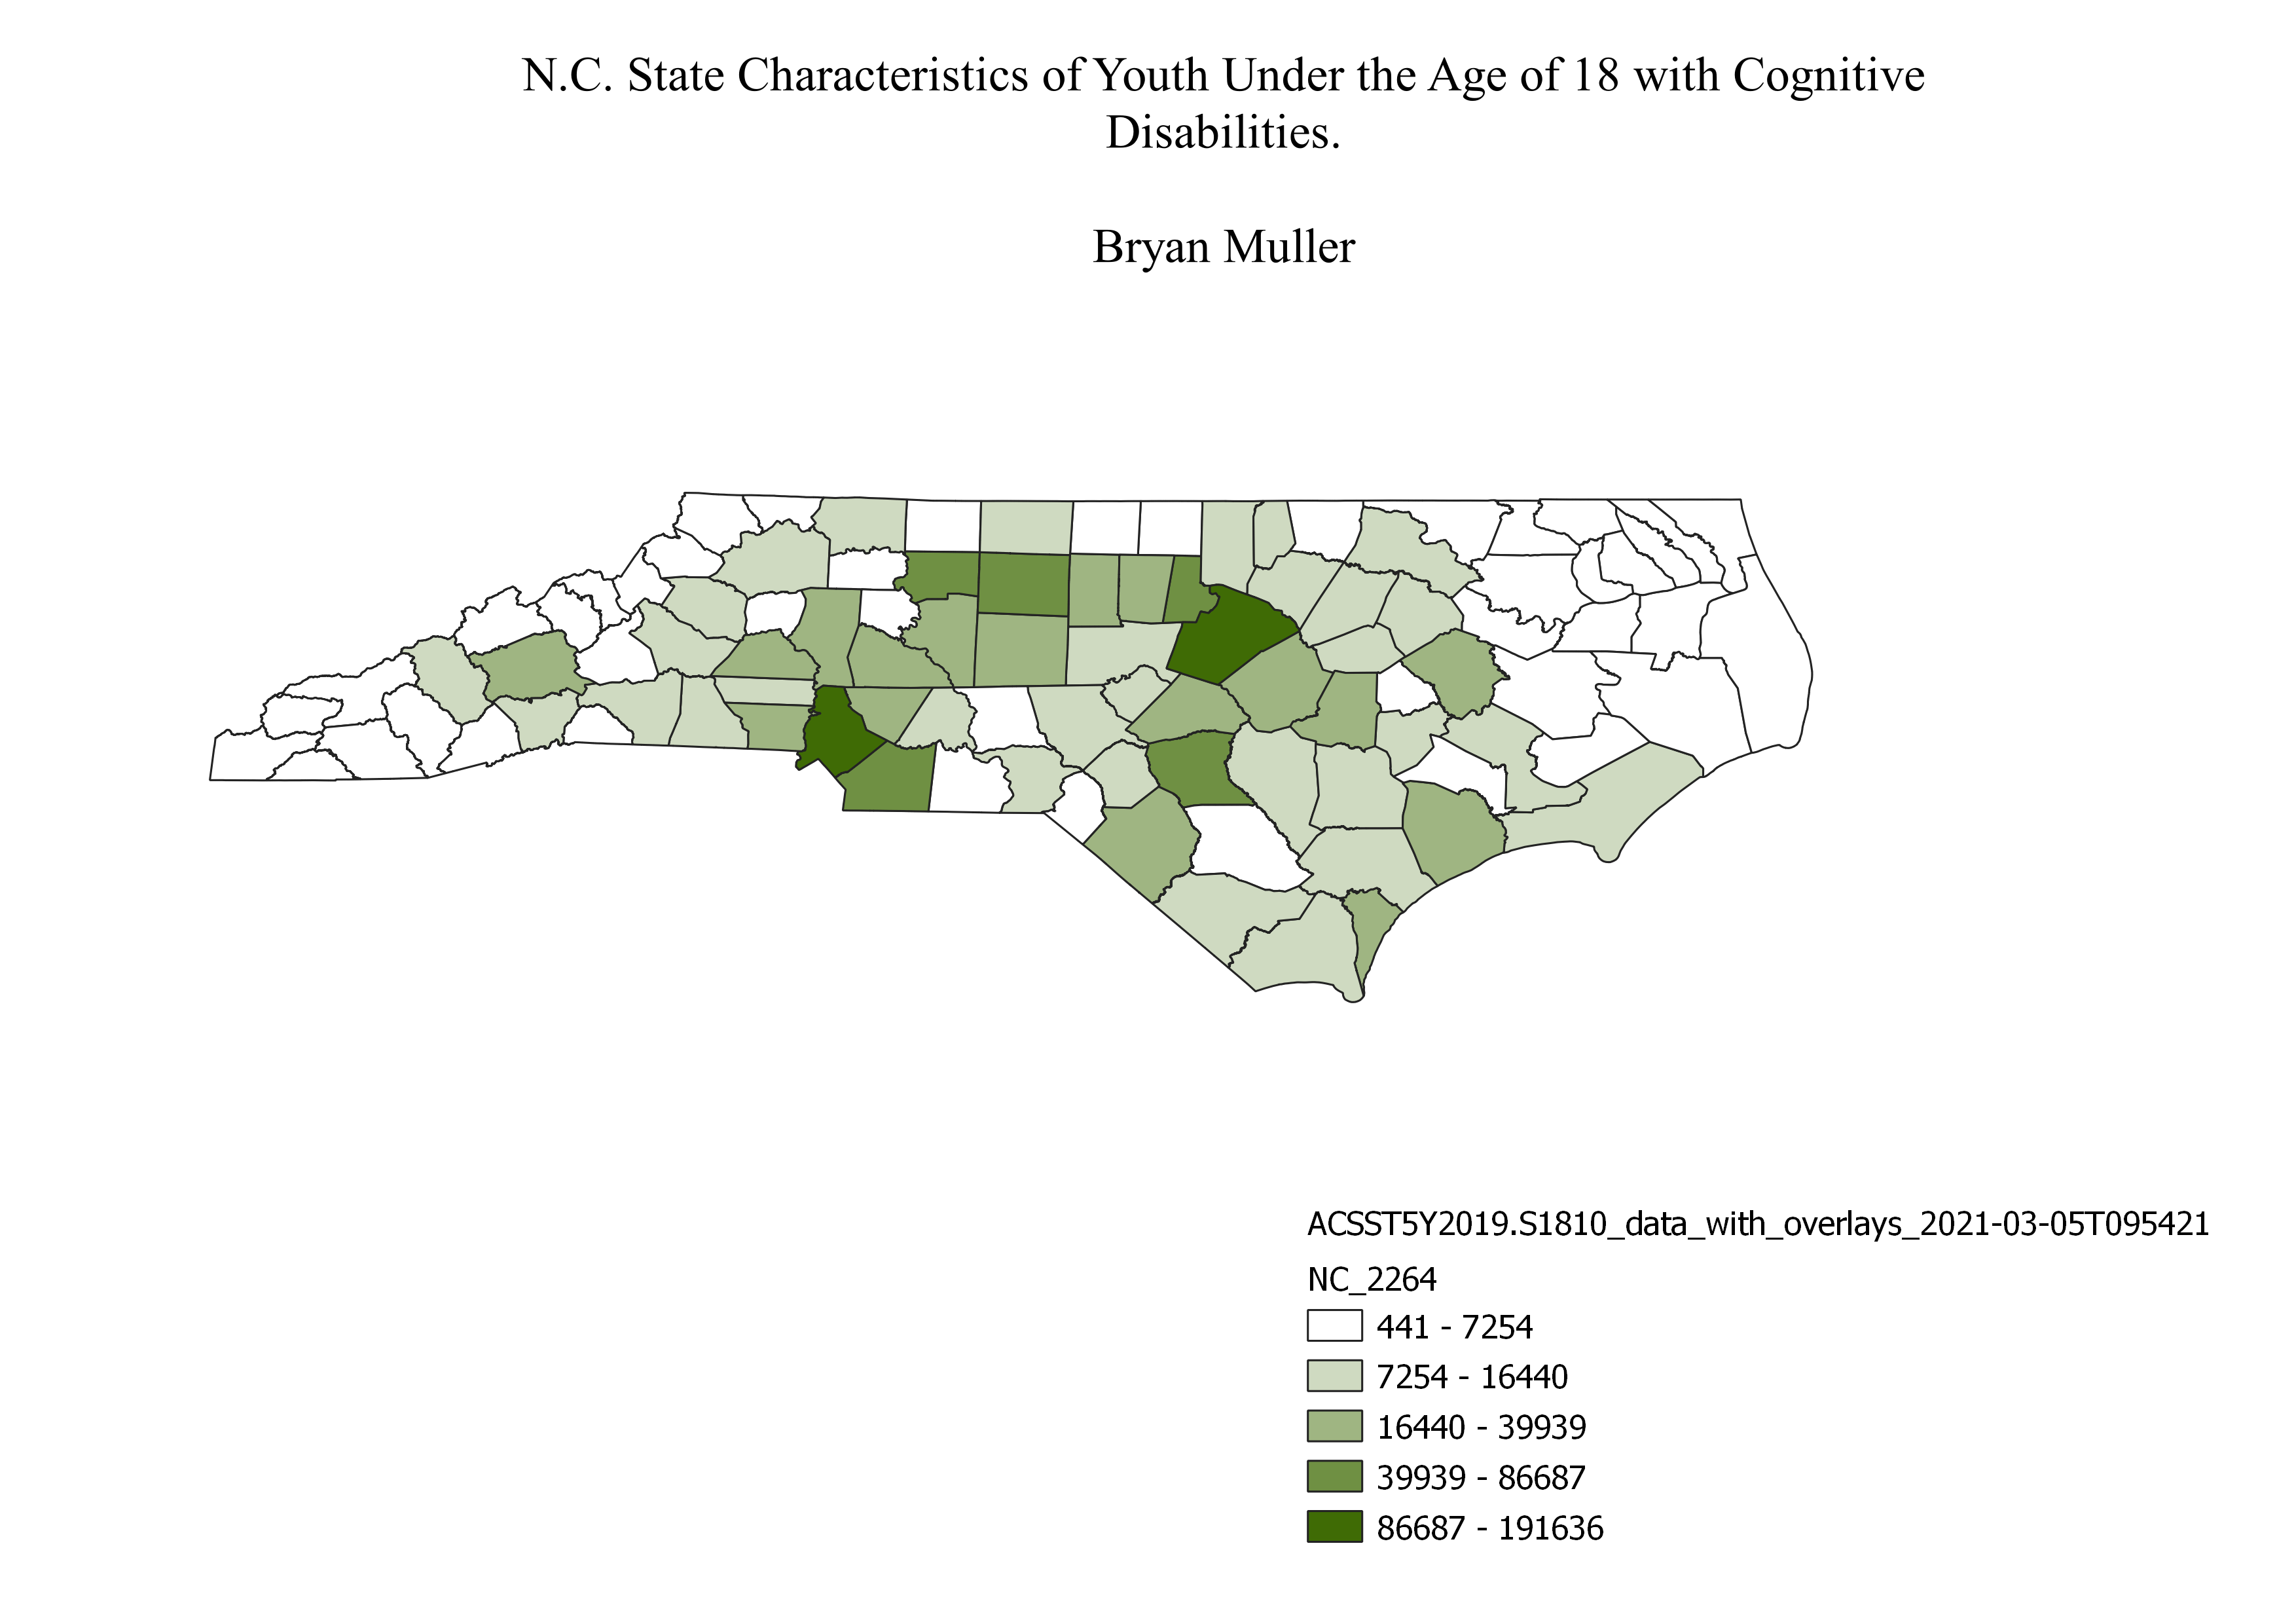 N.C. State Characteristics of Youth Under the Age of 18 with Cognitive
Disabilities.
Bryan Muller
ACSST5Y2019.S1810_data_with_overlays_2021-03-05T095421
NC_2264
441 - 7254
7254 - 16440
16440 - 39939
39939 - 86687
86687 - 191636